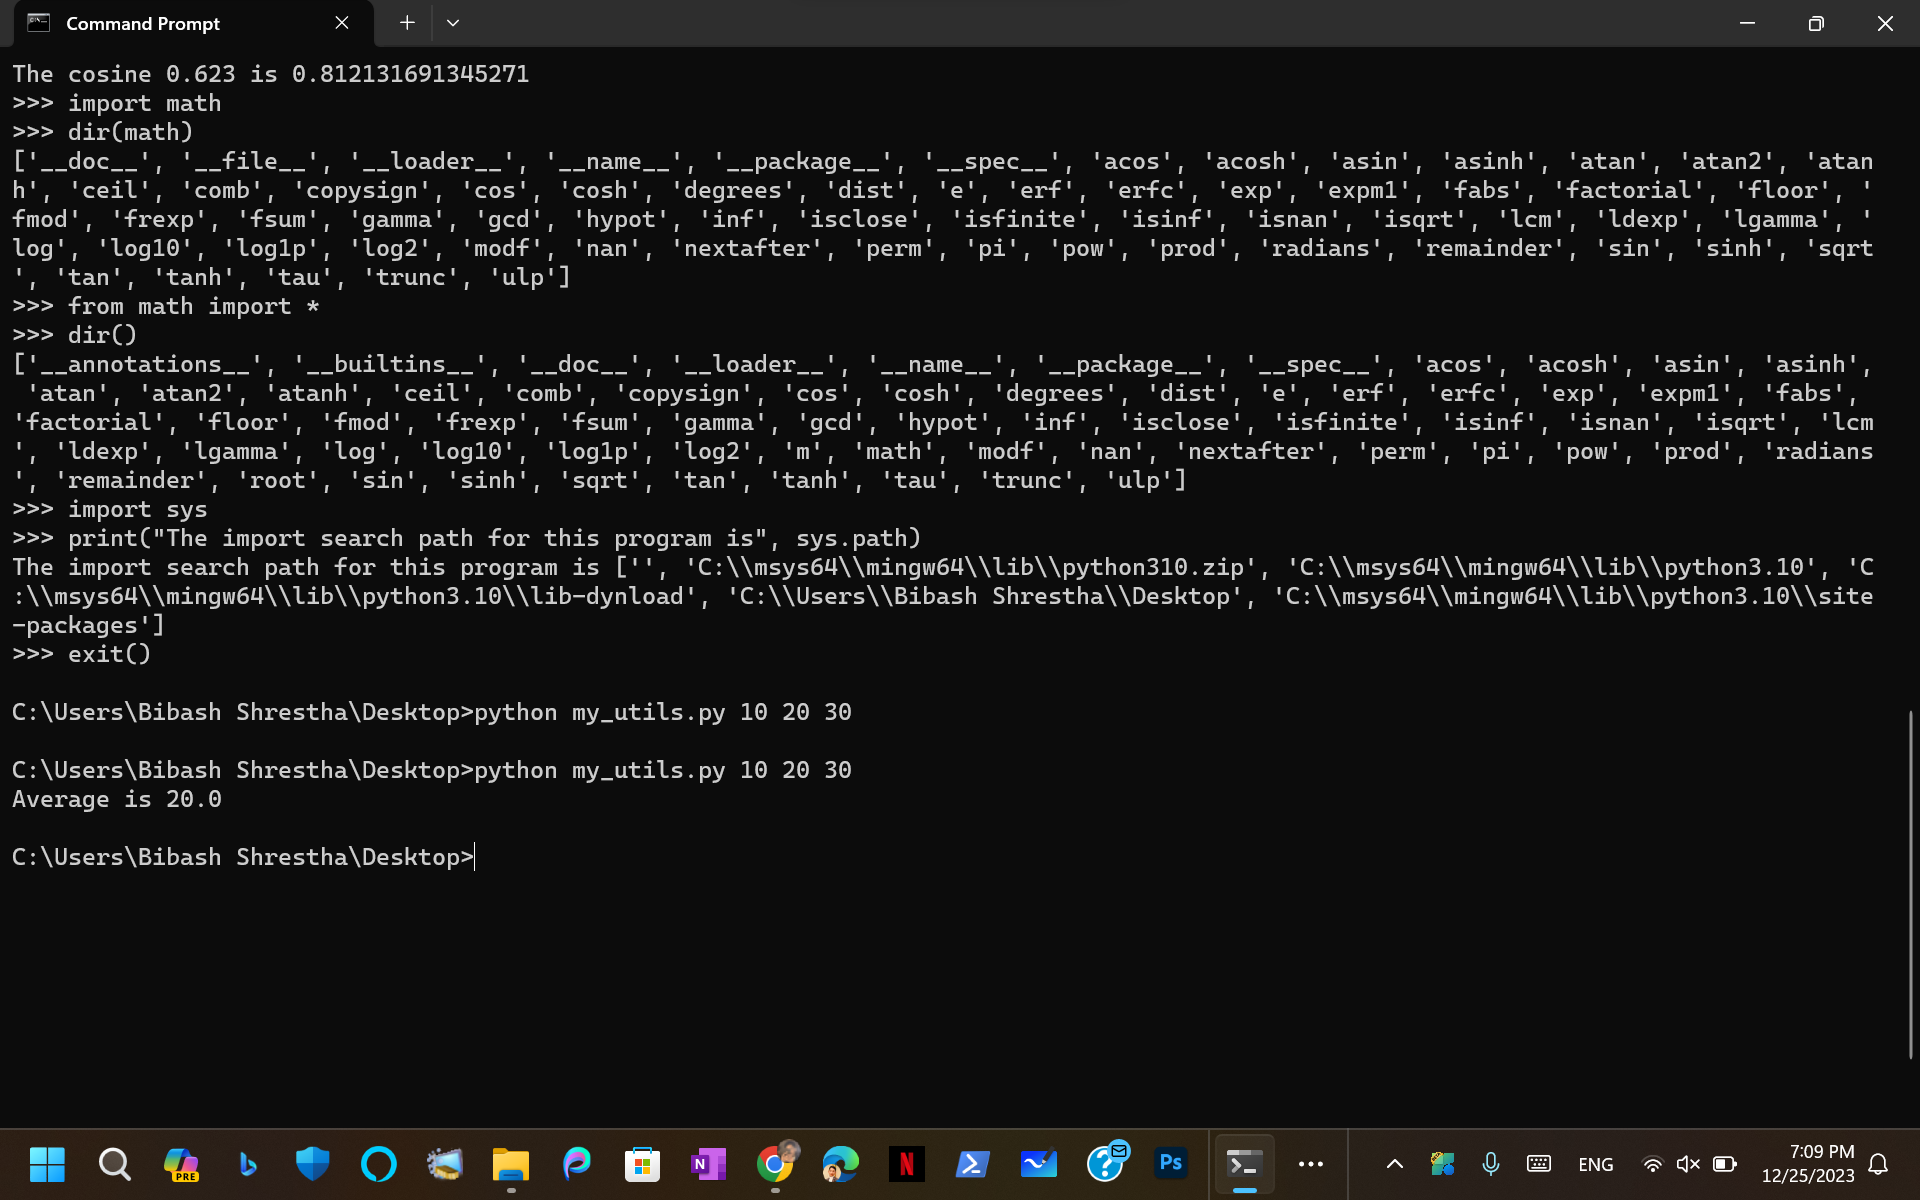 Command Prompt
The cosine 0.623 is 0.812131691345271
>>> import math
>>> dir(math)
['__doc__', '__file__', '__loader__', '__name__', '__package__', '__spec__', 'acos', 'acosh', 'asin', 'asinh', 'atan', 'atan2', 'atan
h', 'ceil', 'comb', 'copysign', 'cos', 'cosh', 'degrees', 'dist', 'e', 'erf', 'erfc', 'exp', 'expm1', 'fabs', 'factorial', 'floor', '
fmod', 'frexp', 'fsum', 'gamma', 'gcd', 'hypot', 'inf', 'isclose', 'isfinite', 'isinf', 'isnan', 'isqrt', 'lcm', 'ldexp', 'lgamma', '
log', 'log10', 'log1p', 'log2', 'modf', 'nan', 'nextafter', 'perm', 'pi', 'pow', 'prod', 'radians', 'remainder', 'sin', 'sinh', 'sqrt
', 'tan', 'tanh', 'tau', 'trunc', 'ulp']
>>> from math import *
>>> dir()
['__annotations__', '__builtins__', '__doc__', '__loader__', '__name__', '__package__', '__spec__', 'acos', 'acosh', 'asin', 'asinh',
 'atan', 'atan2', 'atanh', 'ceil', 'comb', 'copysign', 'cos', 'cosh', 'degrees', 'dist', 'e', 'erf', 'erfc', 'exp', 'expm1', 'fabs',
'factorial', 'floor', 'fmod', 'frexp', 'fsum', 'gamma', 'gcd', 'hypot', 'inf', 'isclose', 'isfinite', 'isinf', 'isnan', 'isqrt', 'lcm
', 'ldexp', 'lgamma', 'log', 'log10', 'log1p', 'log2', 'm', 'math', 'modf', 'nan', 'nextafter', 'perm', 'pi', 'pow', 'prod', 'radians
', 'remainder', 'root', 'sin', 'sinh', 'sqrt', 'tan', 'tanh', 'tau', 'trunc', 'ulp']
>>> import sys
>>> print("The import search path for this program is", sys.path)
The import search path for this program is ['', 'C:\\msys64\\mingw64\\lib\\python310.zip', 'C:\\msys64\\mingw64\\lib\\python3.10', 'C
:\\msys64\\mingw64\\lib\\python3.10\\lib-dynload', 'C:\\Users\\Bibash Shrestha\\Desktop', 'C:\\msys64\\mingw64\\lib\\python3.10\\site
-packages']
>>> exit()
C:\Users\Bibash Shrestha\Desktop>python my_utils.py 10 20 30
C:\Users\Bibash Shrestha\Desktop>python my_utils.py 10 20 30
Average is 20.0
C:\Users\Bibash Shrestha\Desktop>
PRE
N
N
Ps
ENG
7:09 PM
12/25/2023